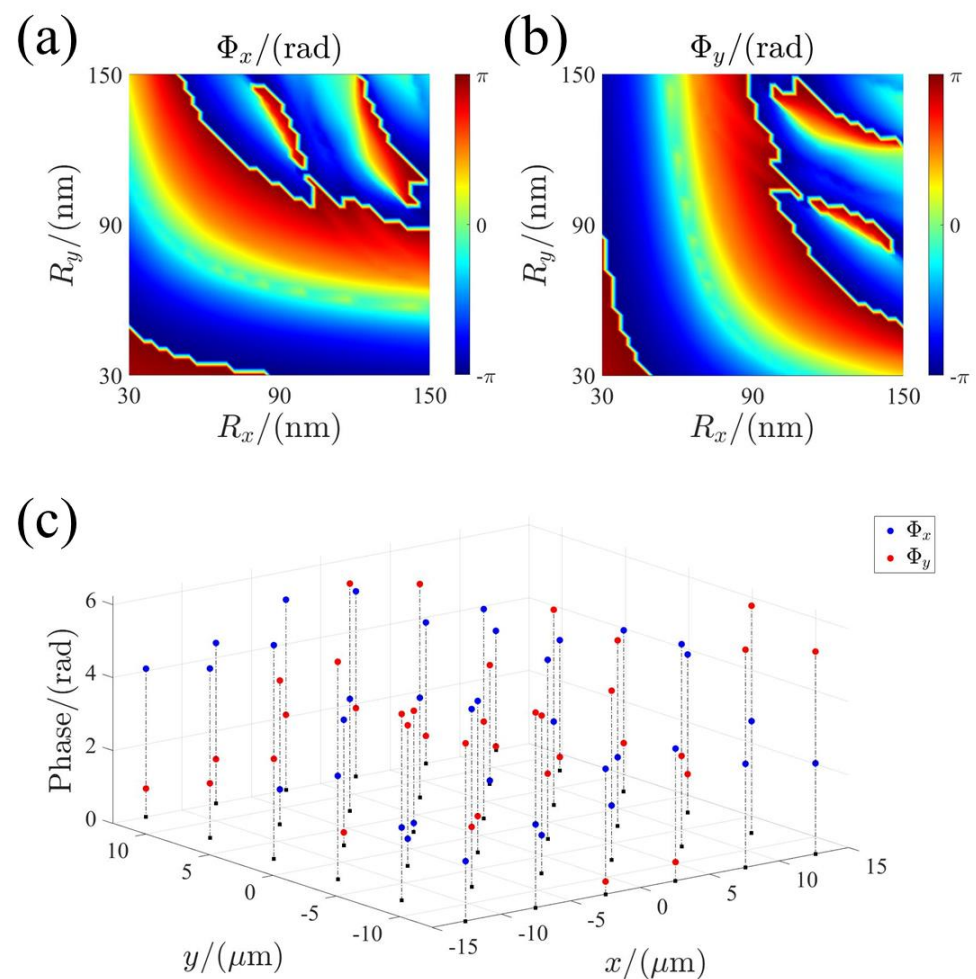 (a)
Φx/(rad)
150
90
30
Ry/(nm)
30
90
150
Rx/(nm)
π
0
-π
(b)
Φy/(rad)
150
90
30
Ry/(nm)
30
90
150
Rx/(nm)
π
0
-π
(c)
Φx
Φy
6
4
2
0
Phase/(rad)
10
5
0
-5
-10
y/(μm)
-15
-10
-5
0
5
10
15
x/(μm)